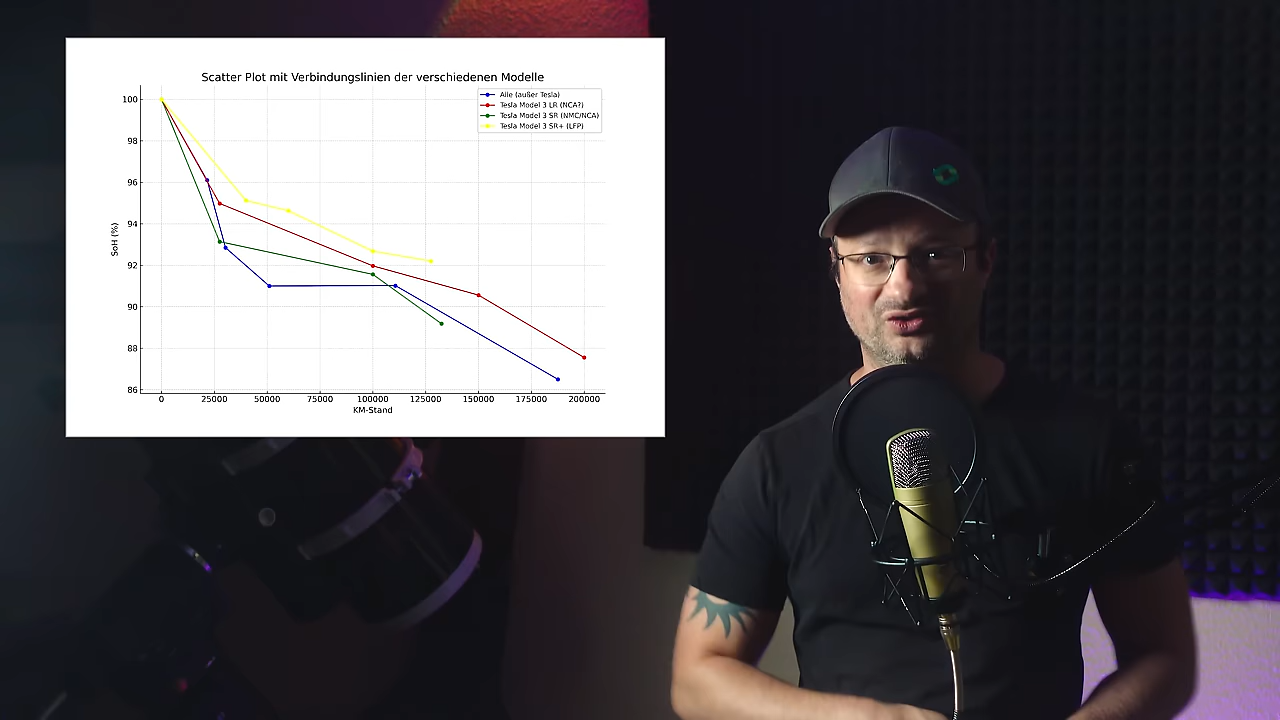 Scatter Plot mit Verbindungslinien der verschiedenen Modelle
Alle (außer Tesla)
Tesla Model 3 LR (NCA?)
Tesla Model 3 SR (NMC/NCA)
Tesla Model 3 SR+ (LFP)
SoH (%)
100
98
96
94
92
90
88
86
0 25000 50000 75000 100000 125000 150000 175000 200000
KM-Stand